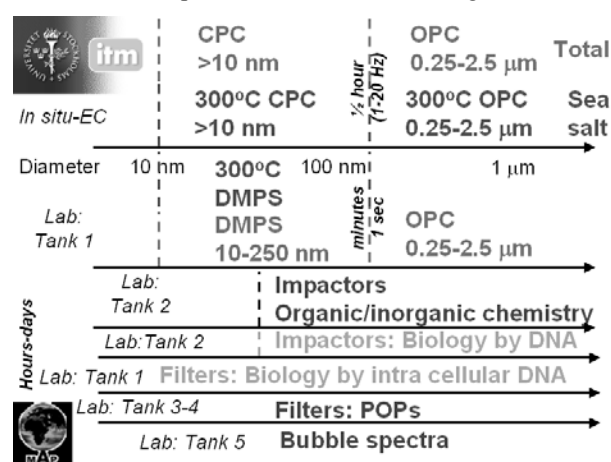 UNIVERSITET STOCKHOLMS
itm
CPC
>10 nm
½ hour
(1-20 Hz)
OPC
0.25-2.5 μm
Total
In situ-EC
300°C CPC
>10 nm
300°C OPC
0.25-2.5 μm
Sea
salt
Diameter 10 nm 100 nm 1 μm
Lab:
Tank 1
300°C
DMPS
DMPS
10-250 nm
minutes
1 sec
OPC
0.25-2.5 μm
Hours-days
Lab:
Tank 2
Impactors
Organic/inorganic chemistry
Lab:Tank 2 Impactors: Biology by DNA
Lab: Tank 1 Filters: Biology by intra cellular DNA
Lab: Tank 3-4 Filters: POPs
Lab: Tank 5 Bubble spectra
MAP